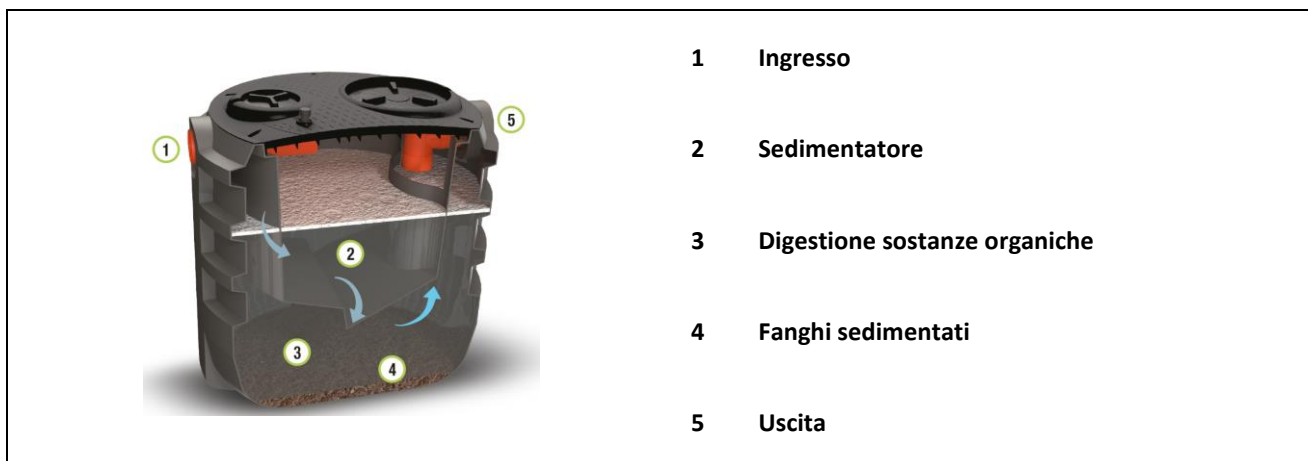 1 Ingresso
2 Sedimentatore
3 Digestione sostanze organiche
4 Fanghi sedimentati
5 Uscita
1
5
2
3
4